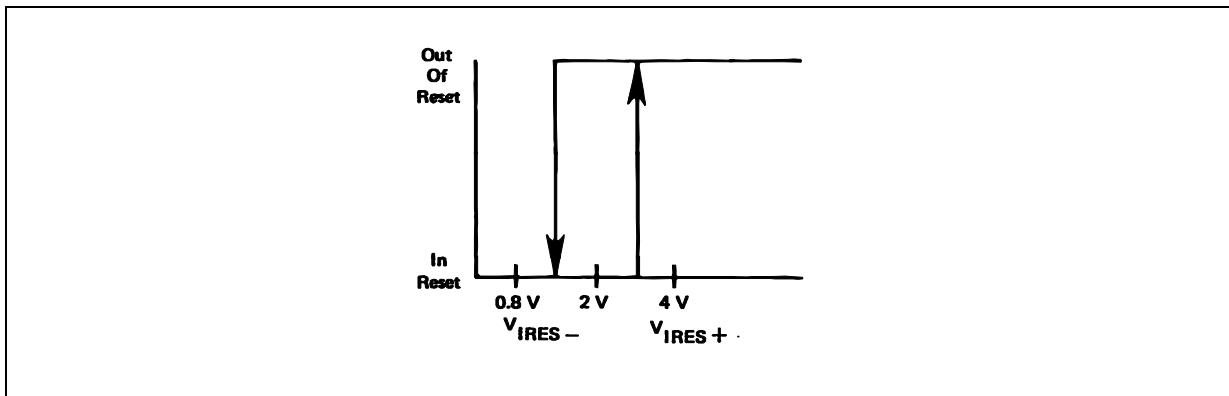 Out
Of
Reset
In
Reset
0.8 V 2 V 4 V
VIRES− VIRES+